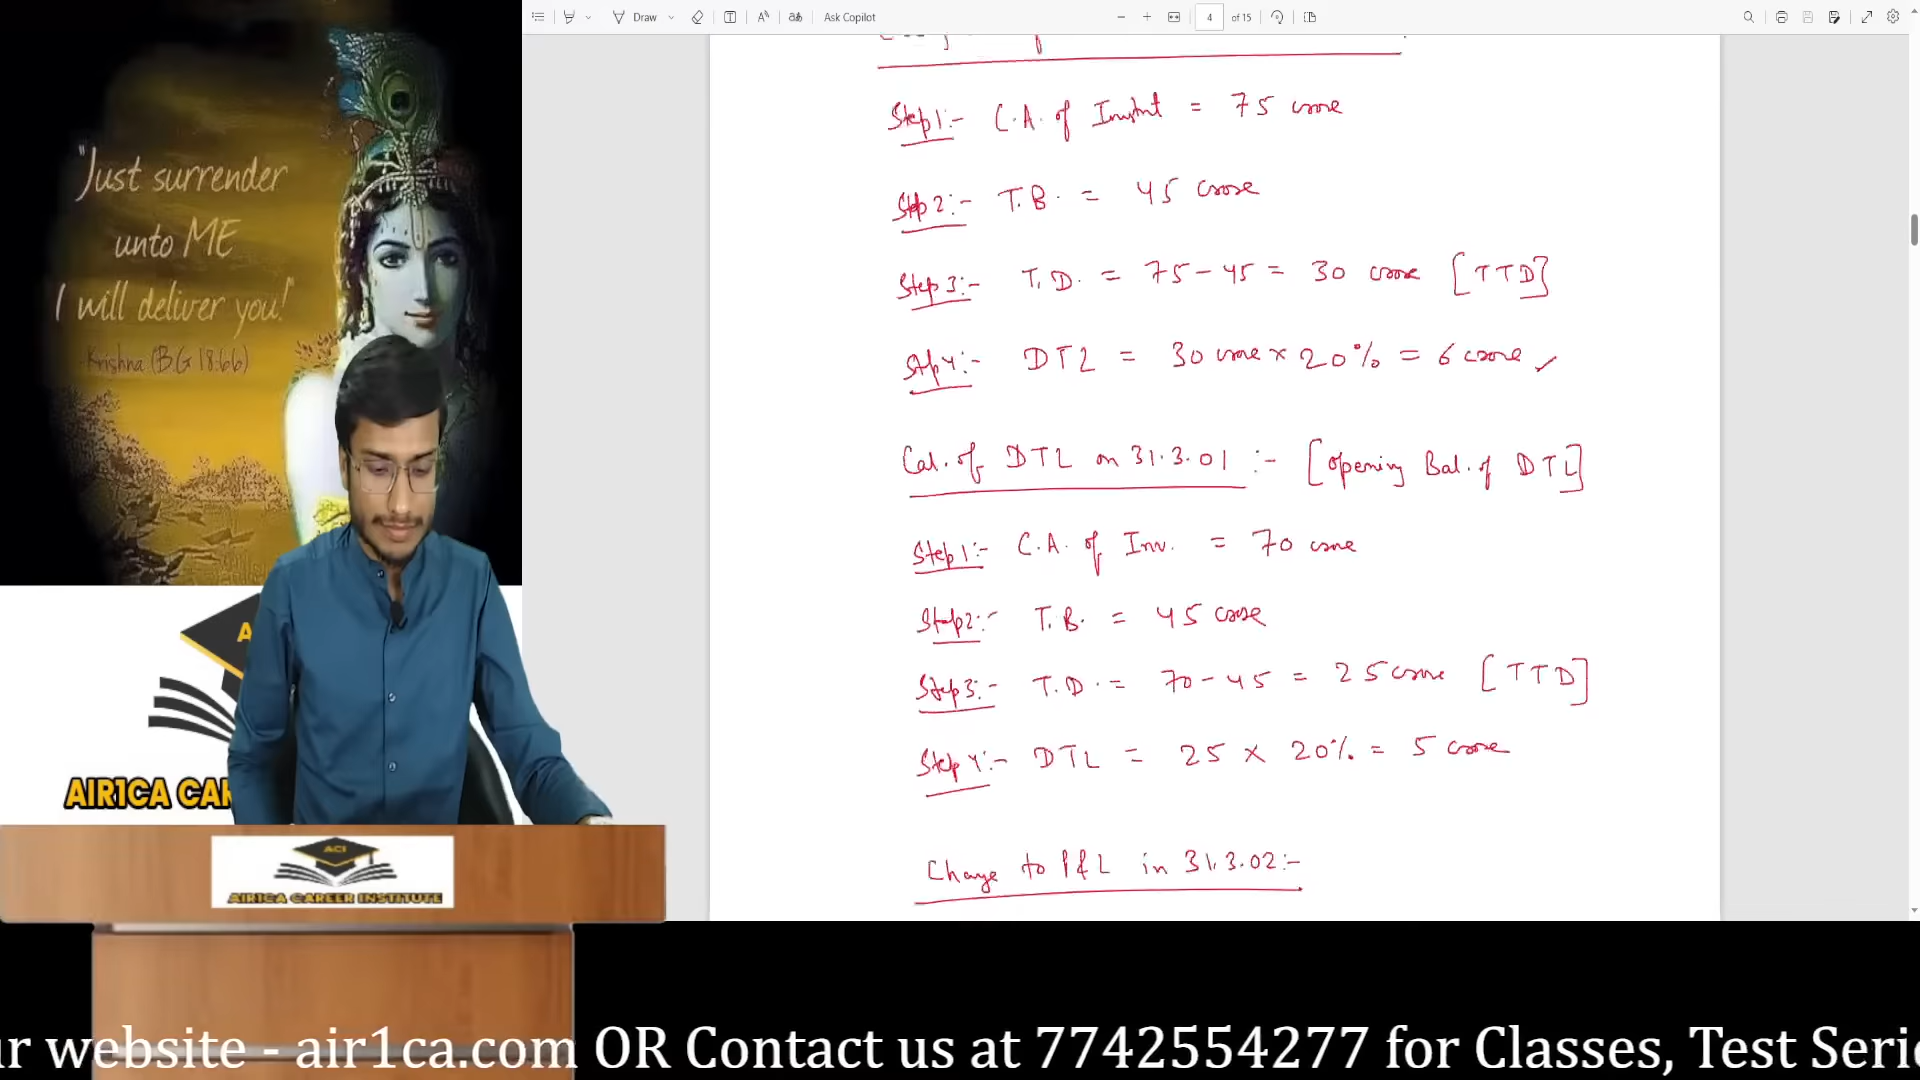 Draw
Ask Copilot
4 of 15
"Just surrender
unto ME
I will deliver you!"
-Krishna (B.G 18:66)
Step 1:- C.A. of = 75 crore
Step 2:- T.B. = 45 crore
Step 3:- T.D. = 75 - 45 = 30 crore [TTD]
Step 4:- DTL = 30 crore × 20% = 6 crore
Cal. of DTL on 31.3.01 :- [Opening Bal. of DTL]
Step 1:- C.A. of Inv. = 70 crore
Step 2:- T.B. = 45 crore
Step 3:- T.D. = 70 - 45 = 25 crore [TTD]
Step 4:- DTL = 25 × 20% = 5 crore
Charge to P&L in 31.3.02:-
A
AIR1CA CAR
ACI
AIR1CA CAREER INSTITUTE
ur website - air1ca.com OR Contact us at 7742554277 for Classes, Test Serie